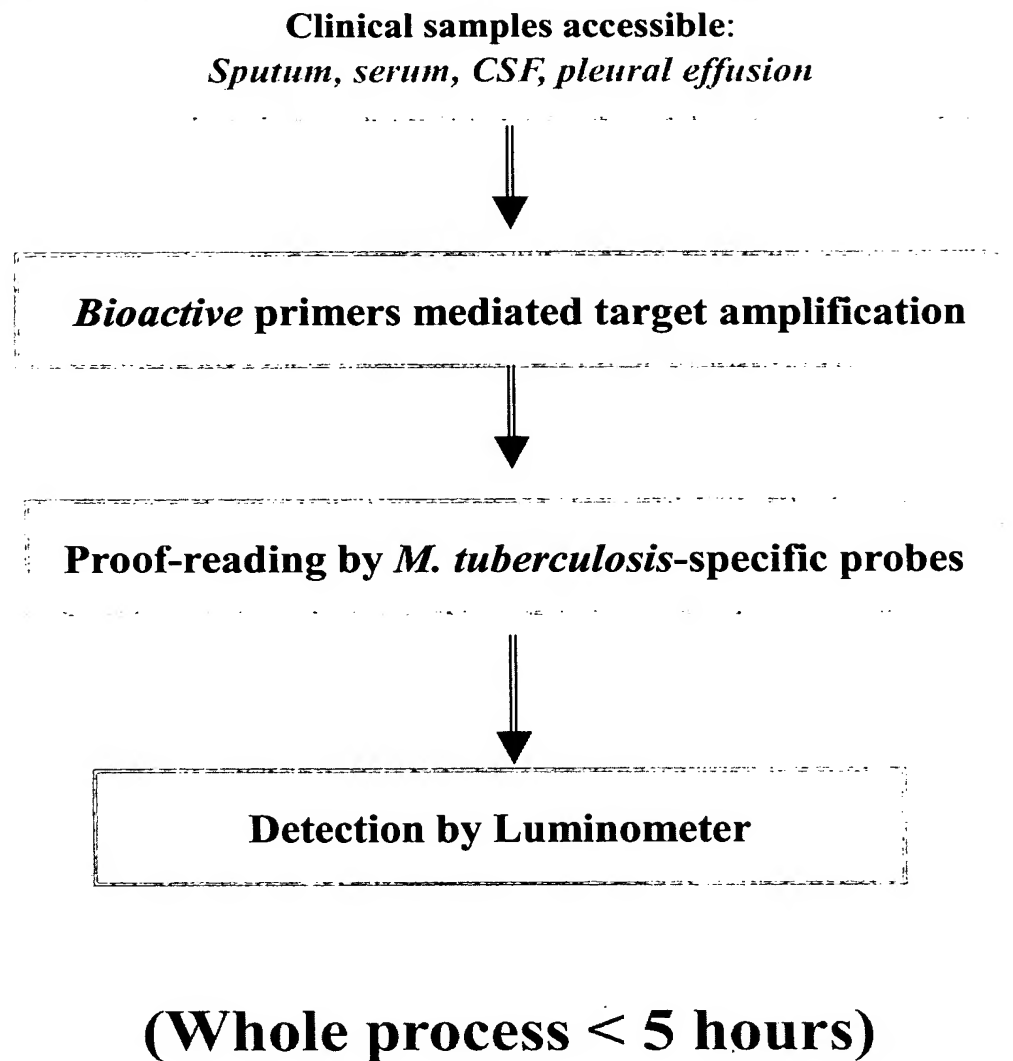 Clinical samples accessible:
Sputum, serum, CSF, pleural effusion
Bioactive primers mediated target amplification
Proof-reading by M. tuberculosis-specific probes
Detection by Luminometer
(Whole process < 5 hours)